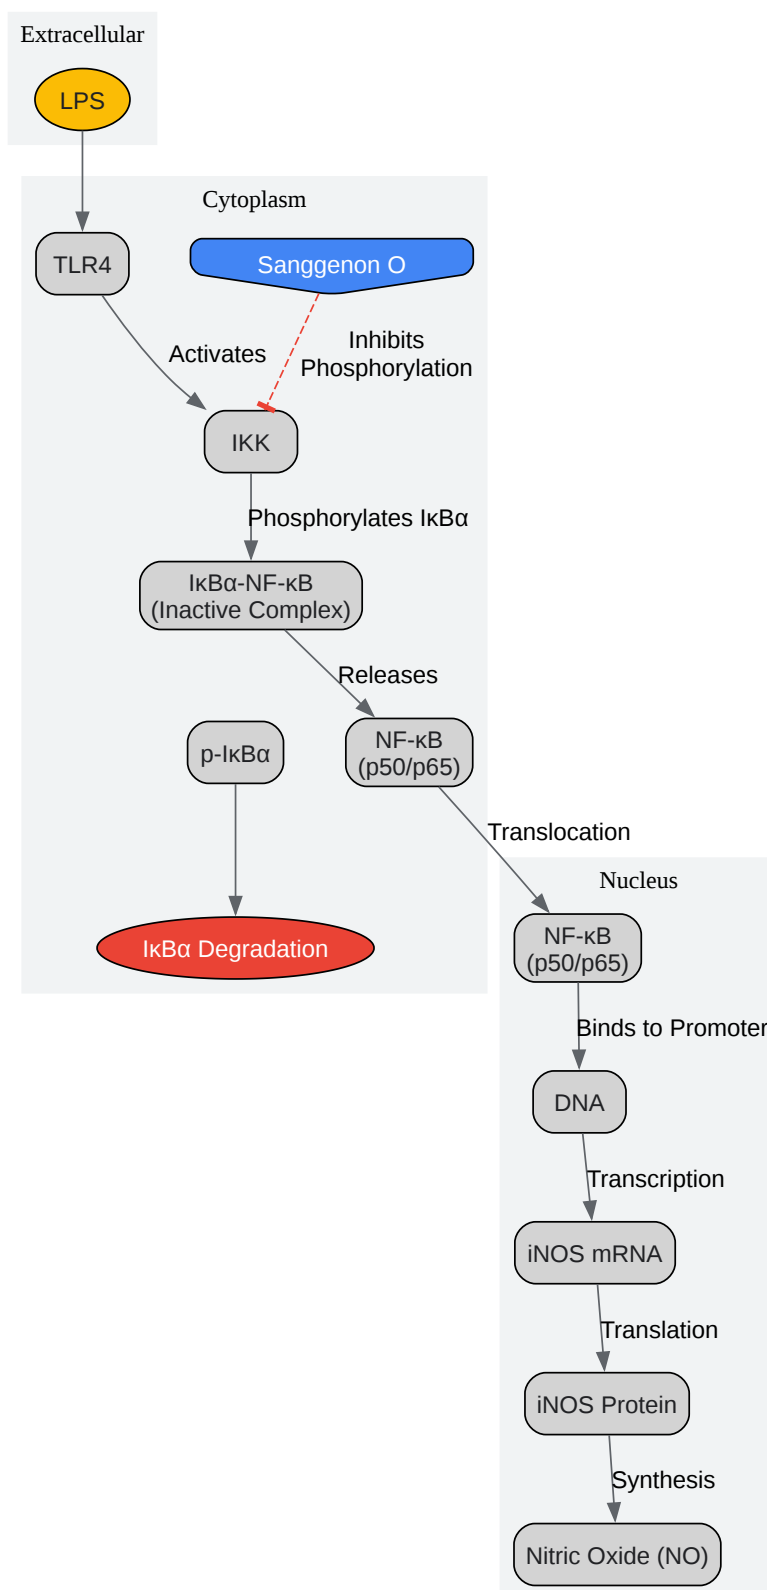 Extracellular
LPS
Cytoplasm
TLR4
Sanggenon O
Activates
Inhibits
Phosphorylation
IKK
Phosphorylates IκBα
IκBα-NF-κB
(Inactive Complex)
Releases
p-IκBα
NF-κB
(p50/p65)
Translocation
Nucleus
IκBα Degradation
NF-κB
(p50/p65)
Binds to Promoter
DNA
Transcription
iNOS mRNA
Translation
iNOS Protein
Synthesis
Nitric Oxide (NO)